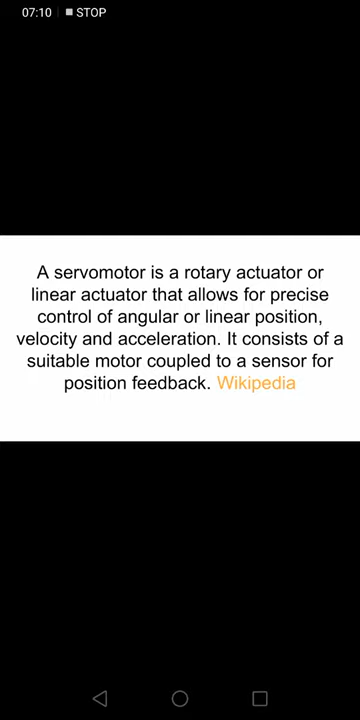 07:10 STOP
A servomotor is a rotary actuator or
linear actuator that allows for precise
control of angular or linear position,
velocity and acceleration. It consists of a
suitable motor coupled to a sensor for
position feedback. Wikipedia